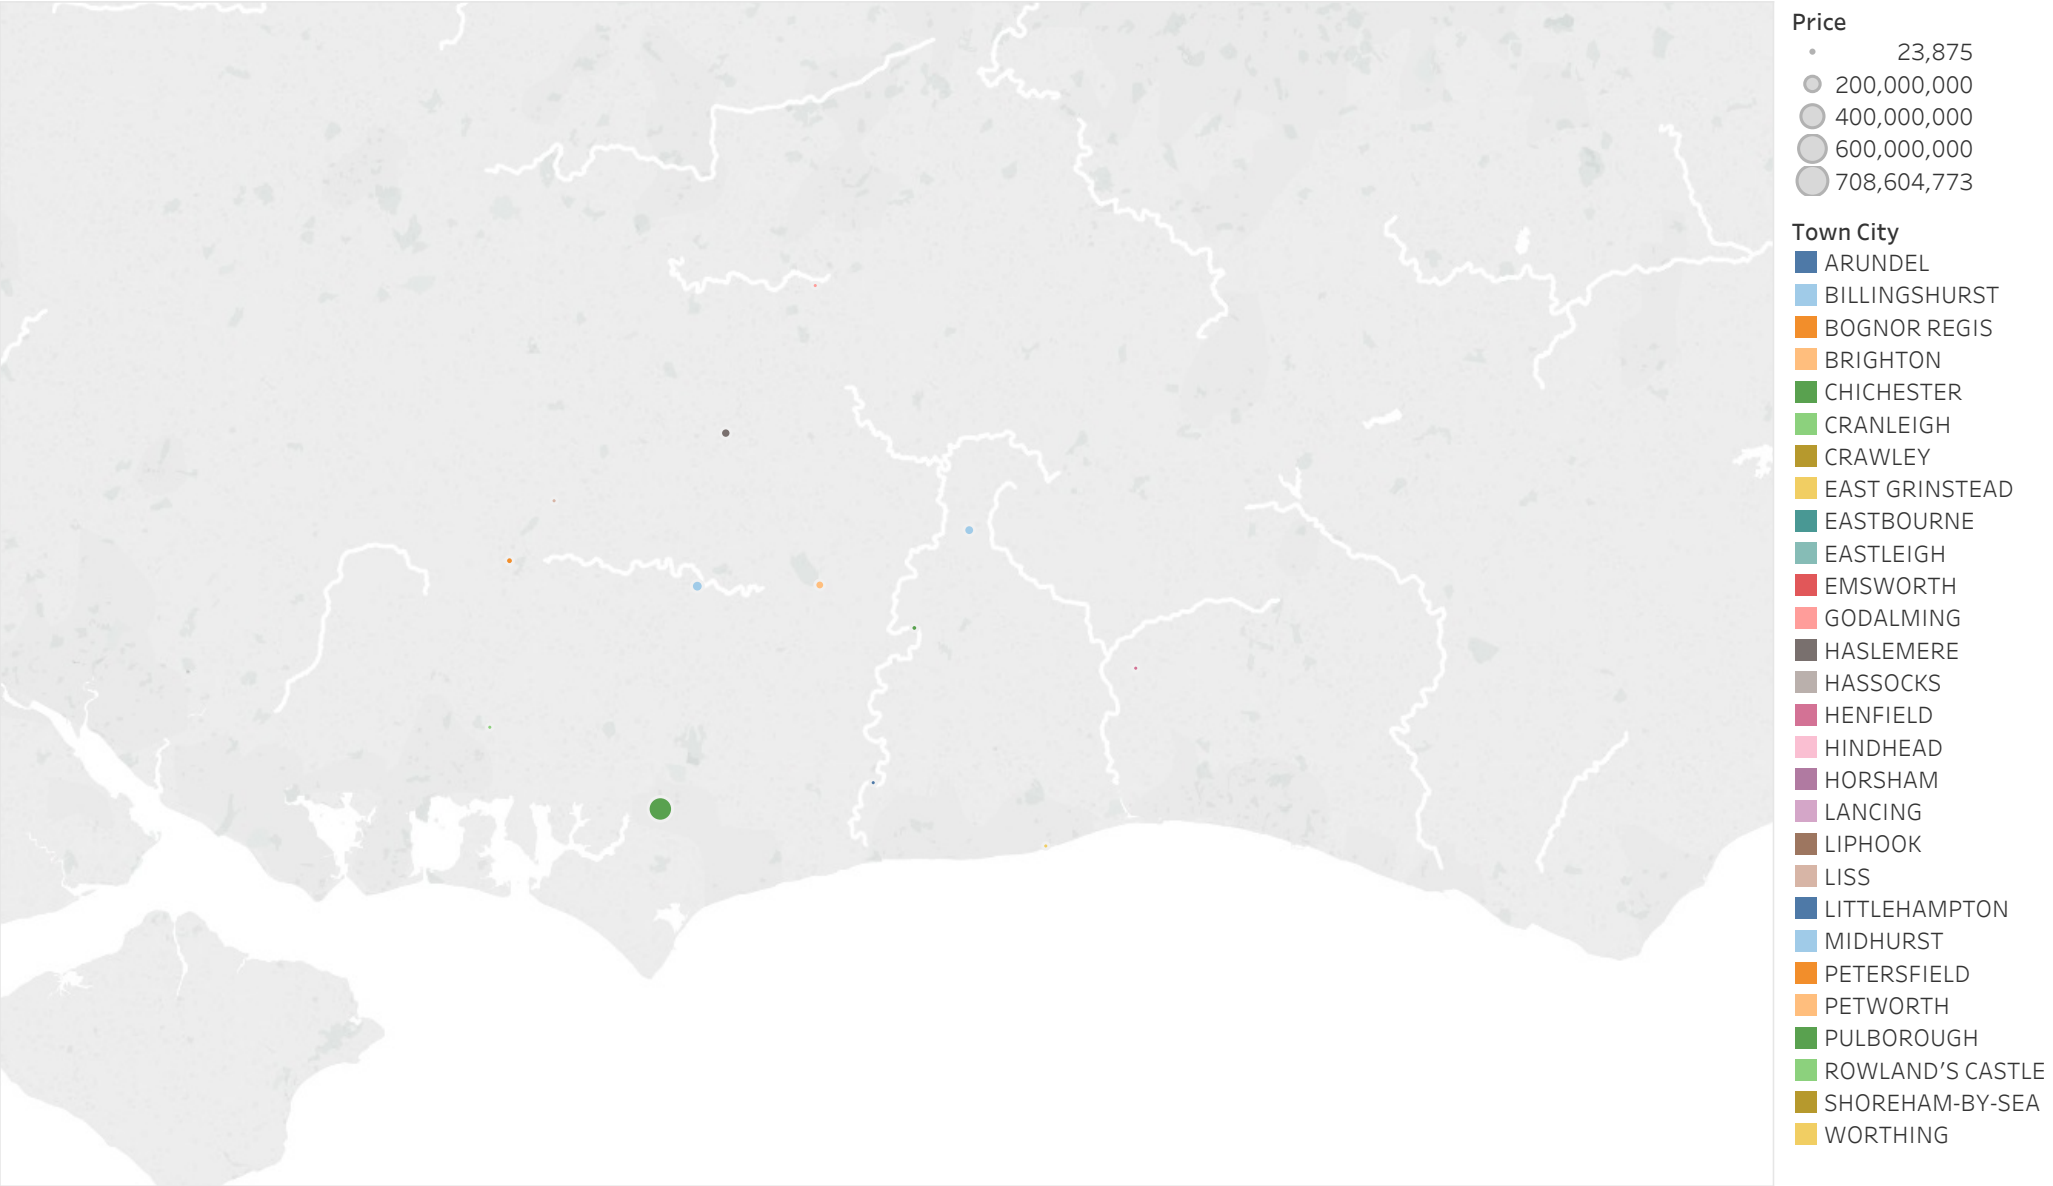 Price
23,875
200,000,000
400,000,000
600,000,000
708,604,773
Town City
ARUNDEL
BILLINGSHURST
BOGNOR REGIS
BRIGHTON
CHICHESTER
CRANLEIGH
CRAWLEY
EAST GRINSTEAD
EASTBOURNE
EASTLEIGH
EMSWORTH
GODALMING
HASLEMERE
HASSOCKS
HENFIELD
HINDHEAD
HORSHAM
LANCING
LIPHOOK
LISS
LITTLEHAMPTON
MIDHURST
PETERSFIELD
PETWORTH
PULBOROUGH
ROWLAND’S CASTLE
SHOREHAM-BY-SEA
WORTHING